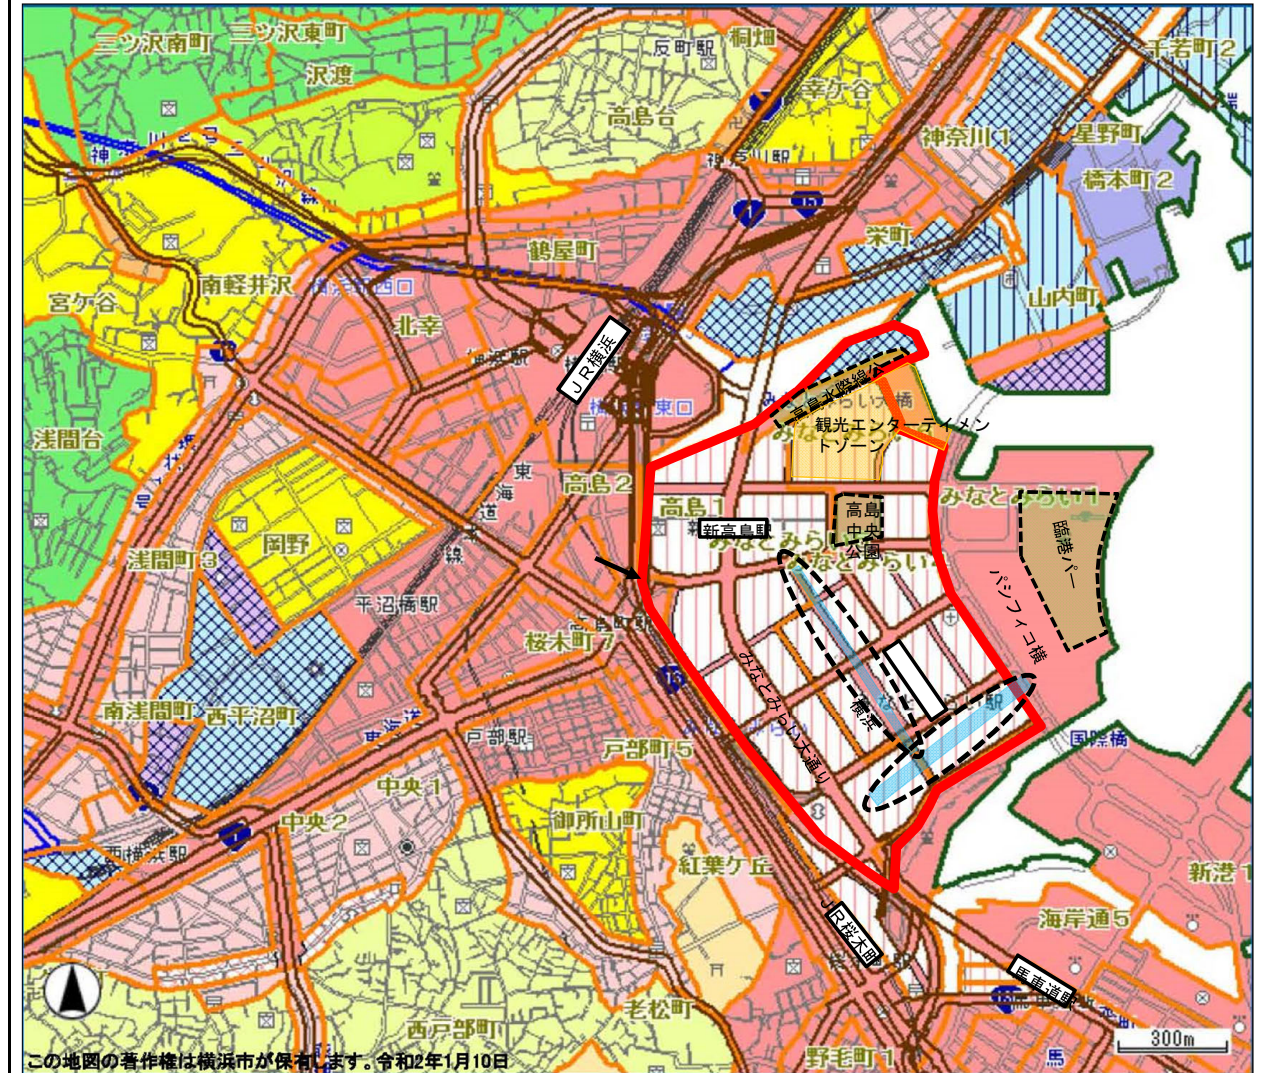 三ツ沢南町
三ツ沢東町
沢渡
反町駅
桐畑
幸ケ谷
千若町2
高島台
神奈川1
星野町
橋本町2
鶴屋町
栄町
南軽井沢
宮ケ谷
北幸
山内町
JR横浜
浅間台
高島水際線公
観光エンターテイメン
トゾーン
高島2
高島1
みなとみらい1
新高島駅
高島
中央
公園
臨港パー
パシフィコ横
岡野
浅間町3
平沼橋駅
東海道線
桜木町7
みなとみらい大通り
横浜
南浅間町
西平沼町
戸部駅
戸部町5
国際橋
中央1
中央2
御所山町
紅葉ケ丘
西横浜駅
新港1
海岸通5
JR桜木町
馬車道駅
老松町
西戸部町
野毛町1
馬
300m
この地図の著作権は横浜市が保有します。令和2年1月10日